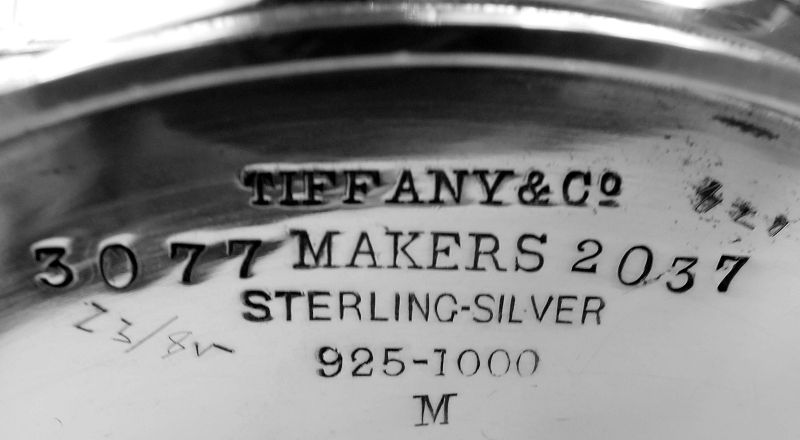 TIFFANY & Cº
3077 MAKERS 2037
STERLING-SILVER
925-1000
M